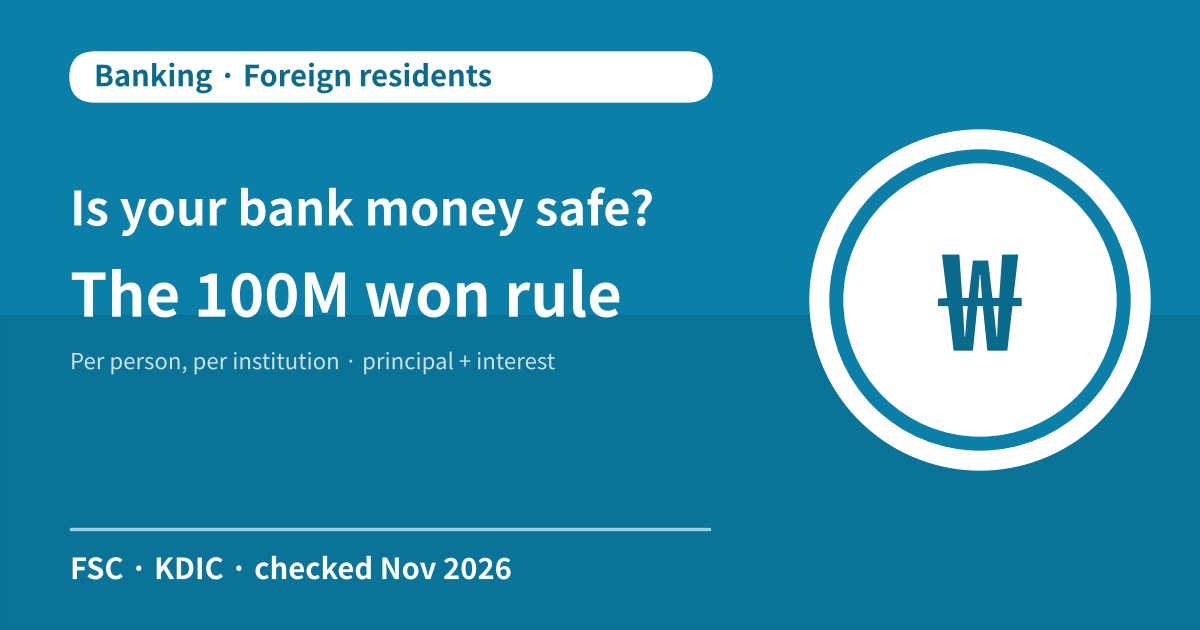 Banking · Foreign residents
Is your bank money safe?
The 100M won rule
Per person, per institution · principal + interest
₩
FSC · KDIC · checked Nov 2026